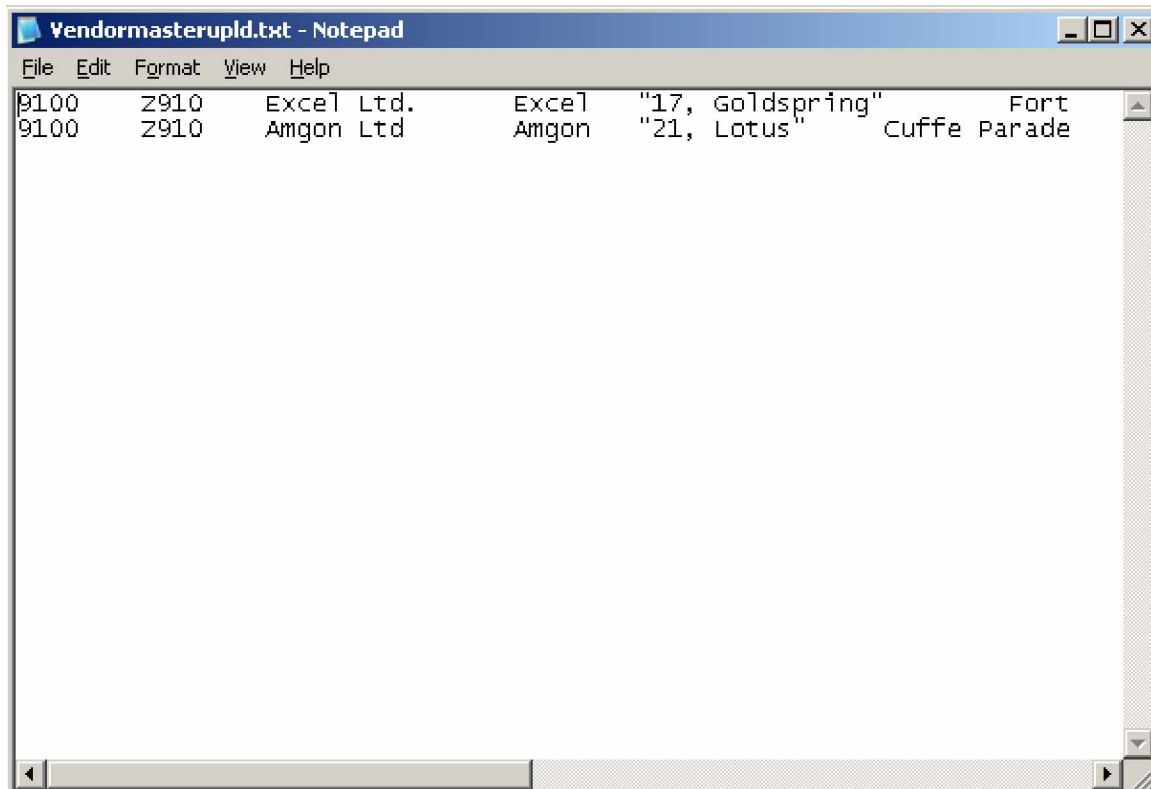 Vendormasterupld.txt - Notepad
File Edit Format View Help
9100 Z910 Excel Ltd. Excel "17, Goldspring" Fort
9100 Z910 Amgon Ltd Amgon "21, Lotus" Cuffe Parade